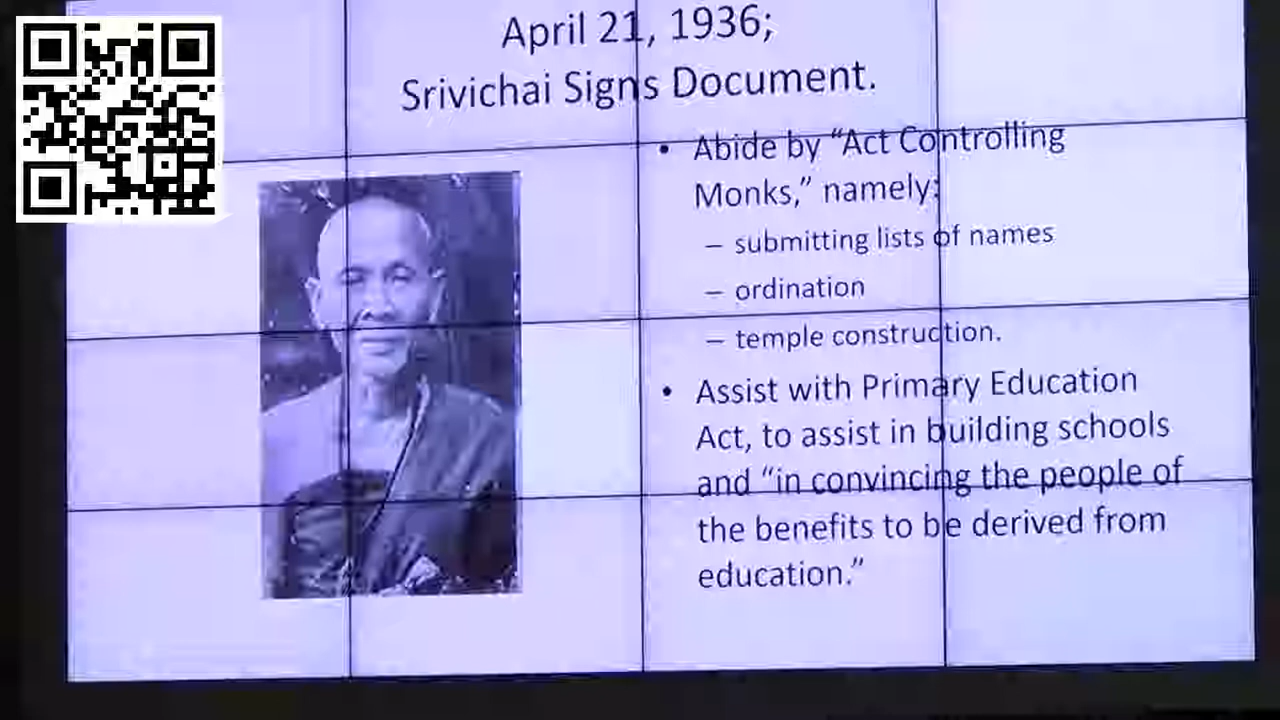 April 21, 1936;
Srivichai Signs Document.
• Abide by “Act Controlling
Monks,” namely:
– submitting lists of names
– ordination
– temple construction.
• Assist with Primary Education
Act, to assist in building schools
and “in convincing the people of
the benefits to be derived from
education.”